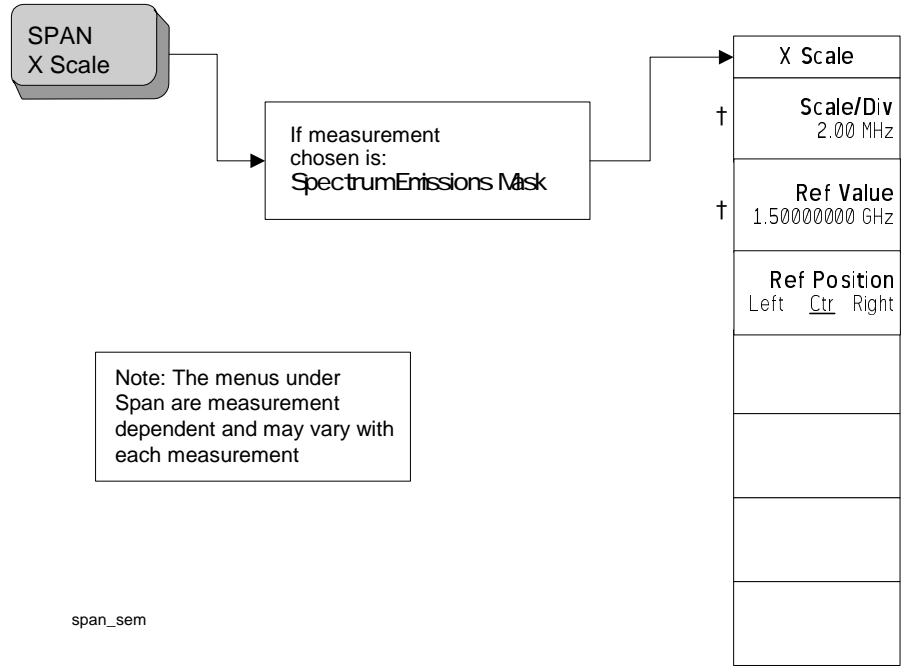 SPAN
X Scale
If measurement
chosen is:
Spectrum Emissions Mask
X Scale
† Scale/Div
2.00 MHz
† Ref Value
1.50000000 GHz
Ref Position
Left Ctr Right
Note: The menus under
Span are measurement
dependent and may vary with
each measurement
span_sem